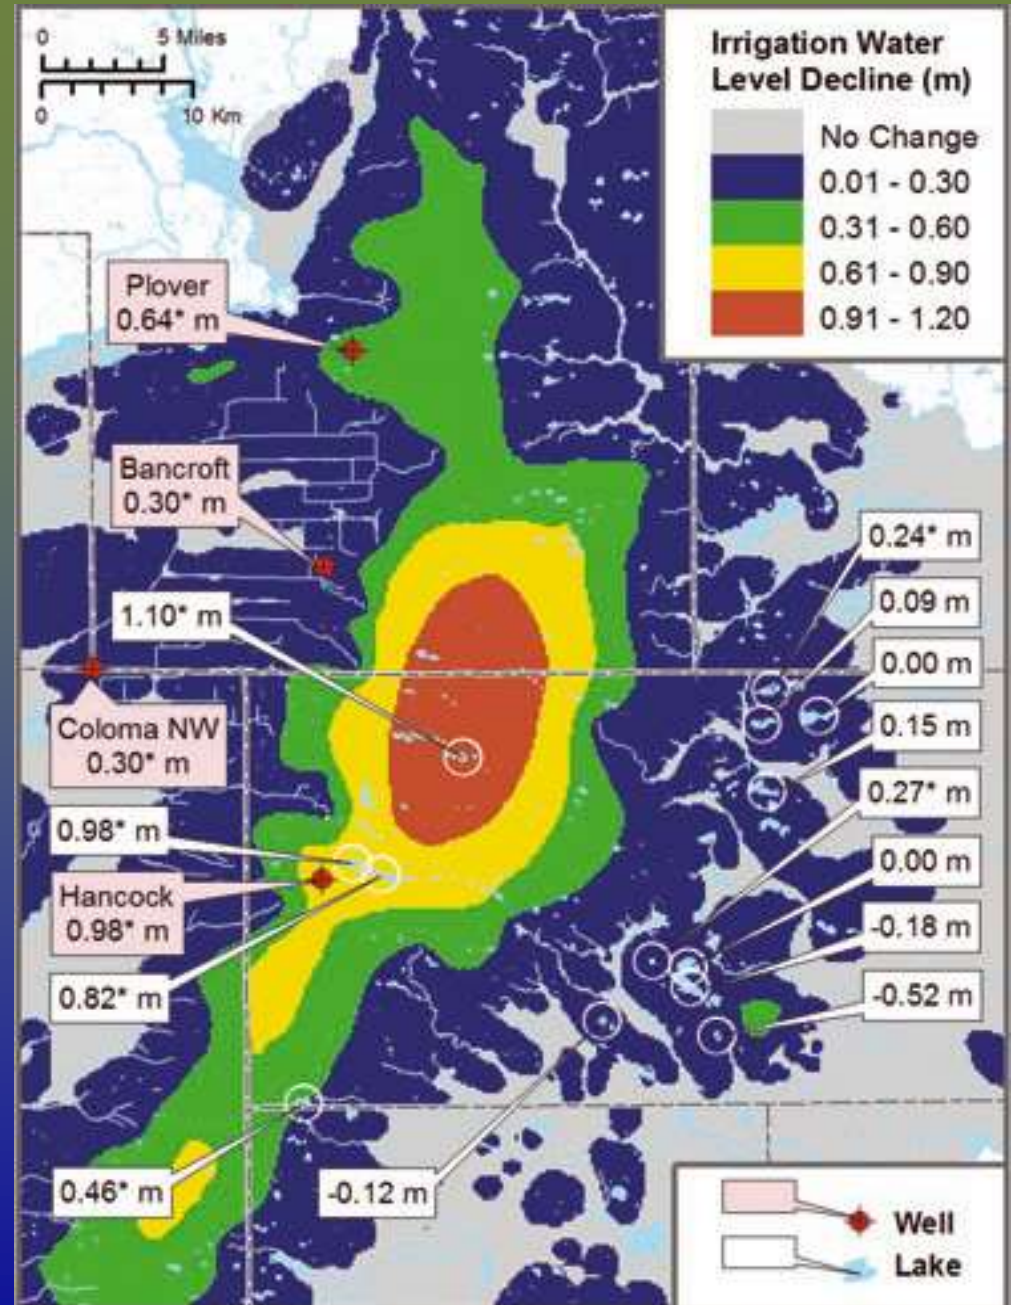 0 5 Miles
0 10 Km
Irrigation Water
Level Decline (m)
No Change
0.01 - 0.30
0.31 - 0.60
0.61 - 0.90
0.91 - 1.20
Plover
0.64* m
Bancroft
0.30* m
1.10* m
Coloma NW
0.30* m
0.98* m
Hancock
0.98* m
0.82* m
0.46* m
-0.12 m
0.24* m
0.09 m
0.00 m
0.15 m
0.27* m
0.00 m
-0.18 m
-0.52 m
Well
Lake